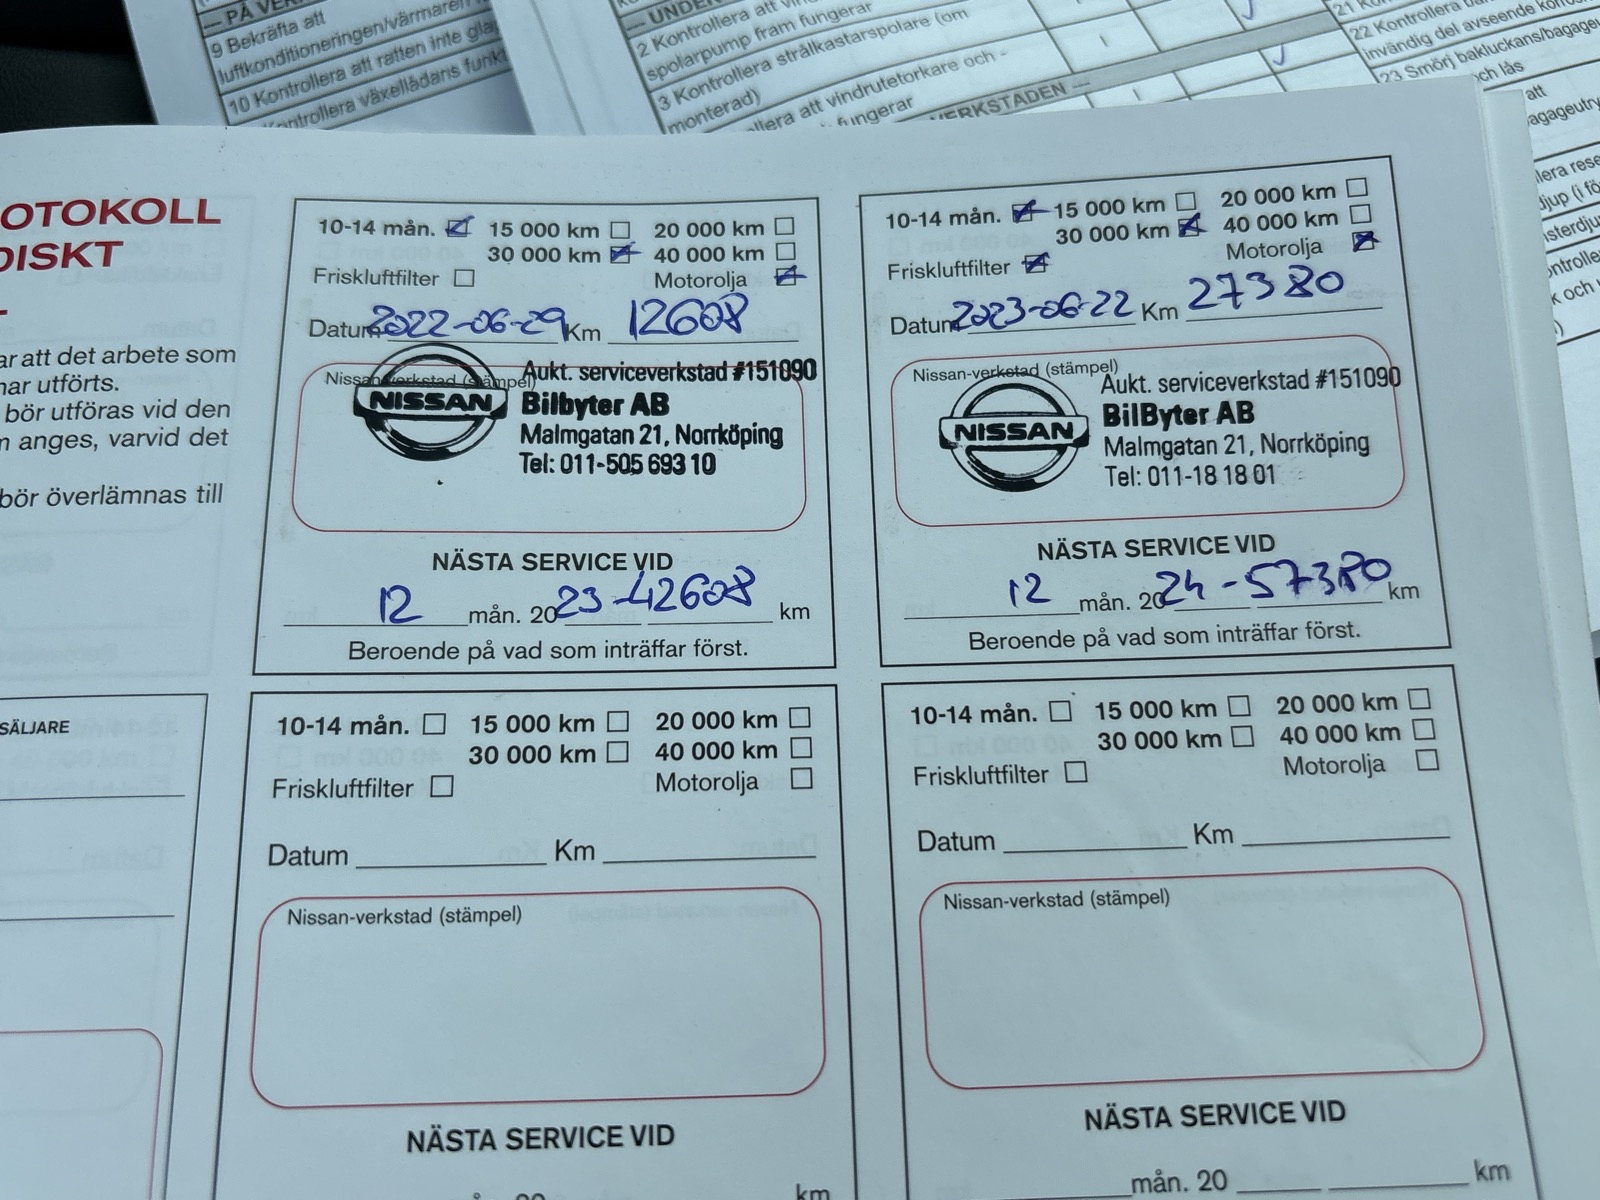 — PÅ
9 Bekräfta att
luftkonditioneringen/värmaren
10 Kontrollera att ratten inte
Kontrollera växellådans
2 Kontrollera att
spolarpump fram fungerar
3 Kontrollera strålkastarspolare (om
monterad)
att vindrutetorkare och -
fungerar
VERKSTADEN —
22 Kontrollera
invändig del avseende
23 Smörj bakluckans/bagage
och lås
att
OTOKOLL
DISKT
ar att det arbete som
har utförts.
bör utföras vid den
anges, varvid det
bör överlämnas till
SÄLJARE
10-14 mån. 15 000 km 20 000 km
30 000 km 40 000 km
Friskluftfilter Motorolja
Datum 2022-06-29 Km 12608
Nissan-verkstad (stämpel)
NISSAN
Aukt. serviceverkstad #151090
Bilbyter AB
Malmgatan 21, Norrköping
Tel: 011-505 693 10
NÄSTA SERVICE VID
12 mån. 2023-42608 km
Beroende på vad som inträffar först.
10-14 mån. 15 000 km 20 000 km
30 000 km 40 000 km
Friskluftfilter Motorolja
Datum 2023-06-22 Km 27380
Nissan-verkstad (stämpel)
NISSAN
Aukt. serviceverkstad #151090
BilByter AB
Malmgatan 21, Norrköping
Tel: 011-18 18 01
NÄSTA SERVICE VID
12 mån. 2024-57380 km
Beroende på vad som inträffar först.
10-14 mån. 15 000 km 20 000 km
30 000 km 40 000 km
Friskluftfilter Motorolja
Datum Km
Nissan-verkstad (stämpel)
NÄSTA SERVICE VID
km
10-14 mån. 15 000 km 20 000 km
30 000 km 40 000 km
Friskluftfilter Motorolja
Datum Km
Nissan-verkstad (stämpel)
NÄSTA SERVICE VID
mån. 20 km